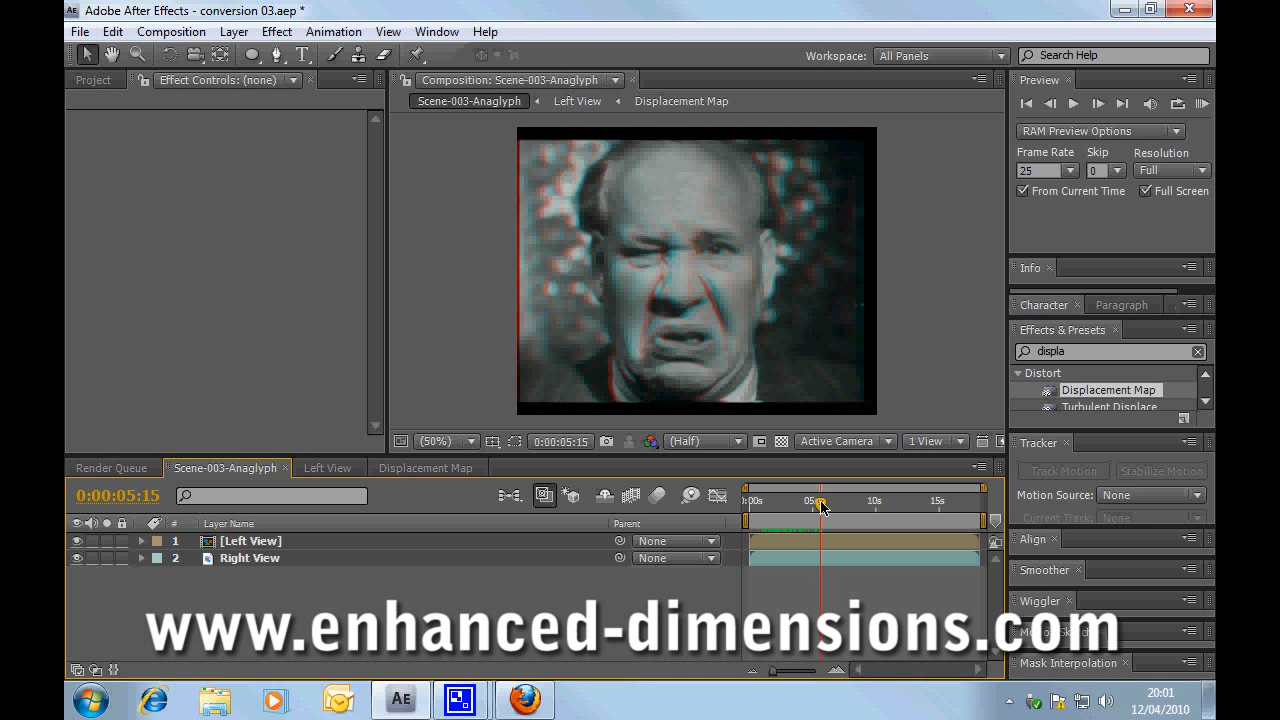 Adobe After Effects - conversion 03.aep *
File Edit Composition Layer Effect Animation View Window Help
Workspace: All Panels Search Help
Project Effect Controls: (none) Composition: Scene-003-Anaglyph Preview
Scene-003-Anaglyph Left View Displacement Map
RAM Preview Options
Frame Rate Skip Resolution
25 0 Full
From Current Time Full Screen
Info
Character Paragraph
Effects & Presets
displa
Distort
Displacement Map
Turbulent Displace
(50%) 0:00:05:15 (Half) Active Camera 1 View
Tracker
Render Queue Scene-003-Anaglyph Left View Displacement Map
Track Motion Stabilize Motion
0:00:05:15
Motion Source: None
:00s 05 10s 15s
Current Track: None
# Layer Name Parent
Align
1 [Left View] None
2 Right View None
Smoother
Wiggler
www.enhanced-dimensions.com
Mask Interpolation
AE
20:01
12/04/2010